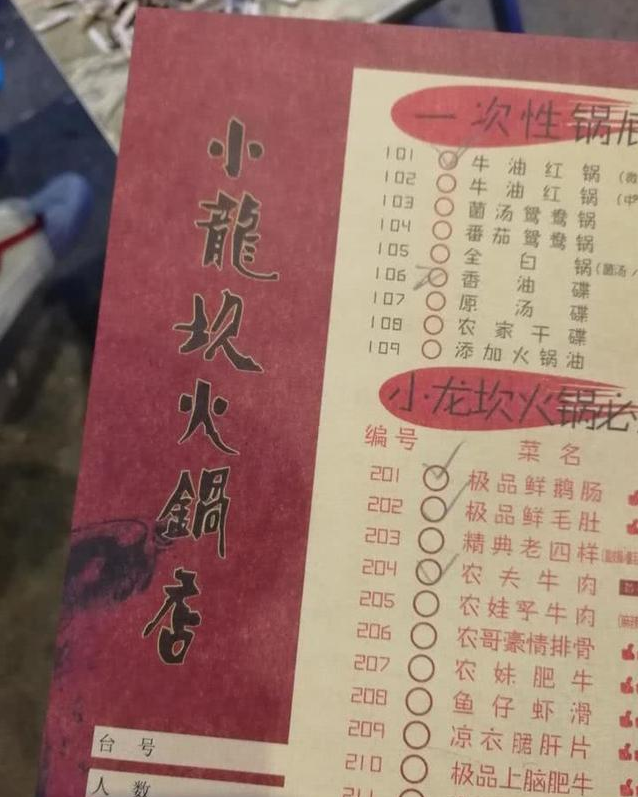 小龍坎火鍋店
一次性锅底
101 牛油红锅
102 牛油红锅
103 菌汤鸳鸯锅
104 番茄鸳鸯锅
105 全白锅(菌汤/
106 香油碟
107 原汤碟
108 农家干碟
109 添加火锅油
小·龙坎火锅必
编号 菜名
201 极品鲜鹅肠
202 极品鲜毛肚
203 精典老四样
204 农夫牛肉
205 农娃字牛肉
206 农哥豪情排骨
207 农妹肥牛
208 鱼仔虾滑
209 凉衣腿肝片
210 极品上脑肥牛
台号
人数